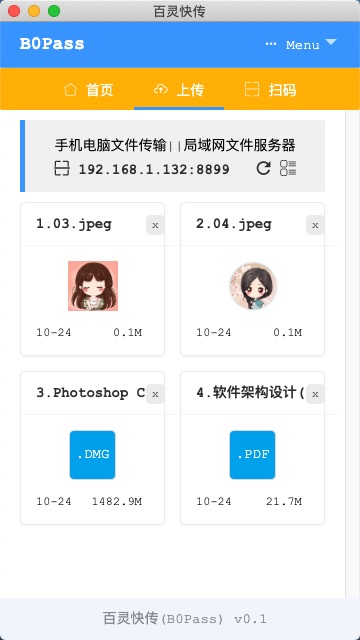 百灵快传
B0Pass
··· Menu
首页 上传 扫码
手机电脑文件传输||局域网文件服务器
192.168.1.132:8899
1.03.jpeg x
2.04.jpeg x
10-24 0.1M
10-24 0.1M
3.Photoshop C x
4.软件架构设计( x
.DMG
.PDF
10-24 1482.9M
10-24 21.7M
百灵快传(B0Pass) v0.1